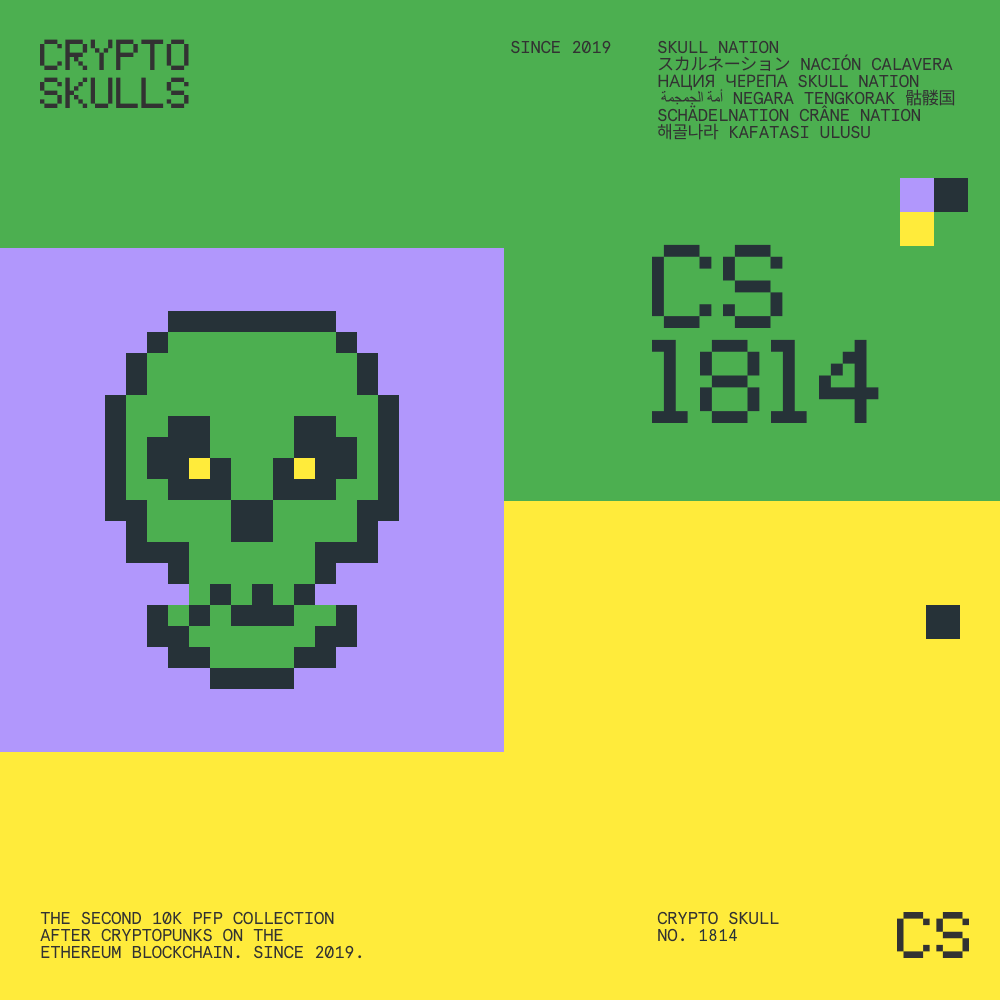 CRYPTO
SKULLS
SINCE 2019
SKULL NATION
スカルネーション NACIÓN CALAVERA
НАЦИЯ ЧЕРЕПА SKULL NATION
أمة الجمجمة NEGARA TENGKORAK 骷髅国
SCHÄDELNATION CRÂNE NATION
해골나라 KAFATASI ULUSU
CS
1814
THE SECOND 10K PFP COLLECTION
AFTER CRYPTOPUNKS ON THE
ETHEREUM BLOCKCHAIN. SINCE 2019.
CRYPTO SKULL
NO. 1814
CS